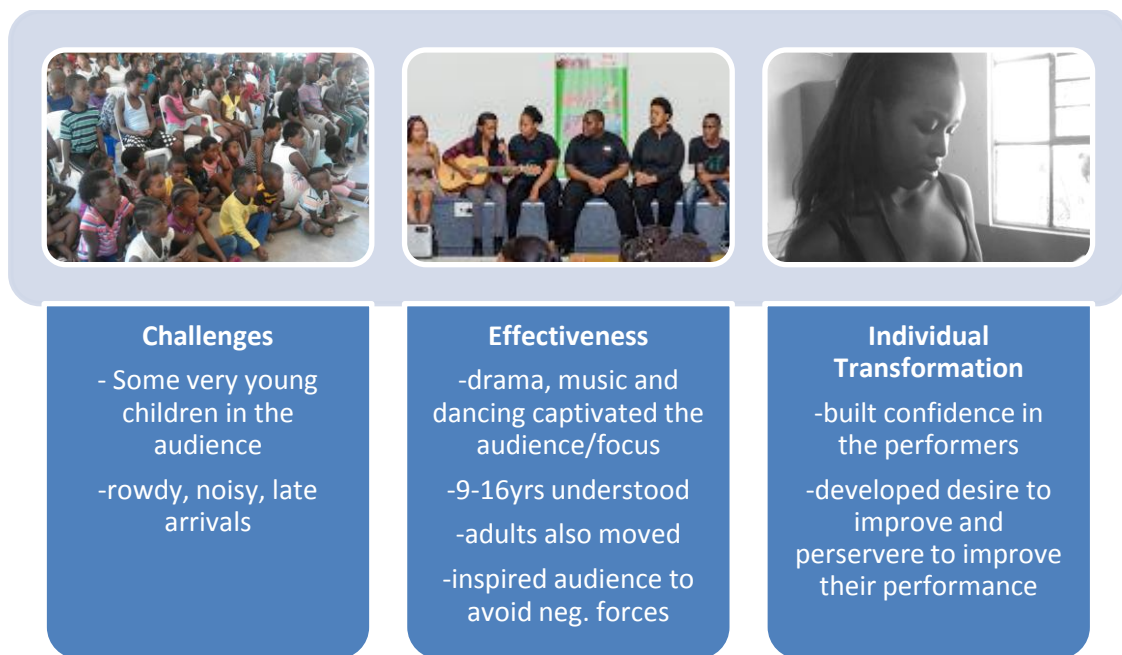 Challenges
- Some very young
children in the
audience
-rowdy, noisy, late
arrivals
Effectiveness
-drama, music and
dancing captivated the
audience/focus
-9-16yrs understood
-adults also moved
-inspired audience to
avoid neg. forces
Individual
Transformation
-built confidence in
the performers
-developed desire to
improve and
perservere to improve
their performance